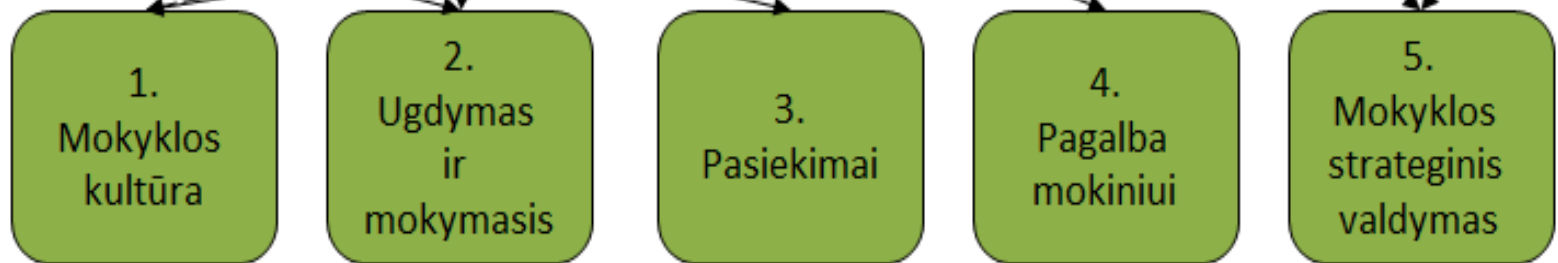 1.
Mokyklos
kultūra
2.
Ugdymas
ir
mokymasis
3.
Pasiekimai
4.
Pagalba
mokiniui
5.
Mokyklos
strateginis
valdymas